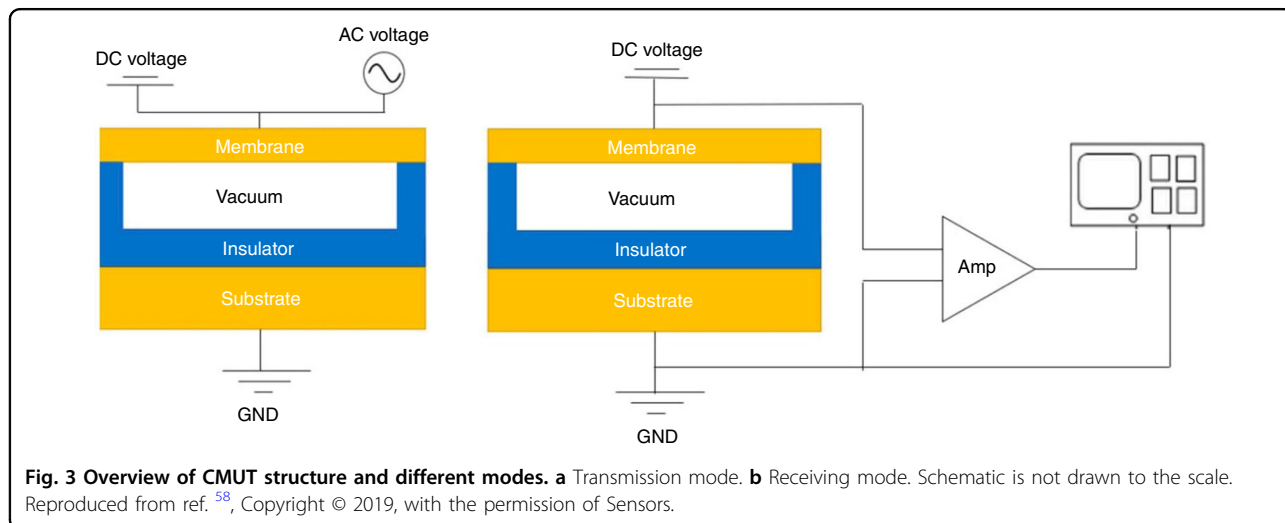 AC voltage
DC voltage
Membrane
Vacuum
Insulator
Substrate
GND
DC voltage
Membrane
Vacuum
Insulator
Substrate
GND
Amp
Fig. 3 Overview of CMUT structure and different modes. a Transmission mode. b Receiving mode. Schematic is not drawn to the scale.
Reproduced from ref. 58, Copyright © 2019, with the permission of Sensors.